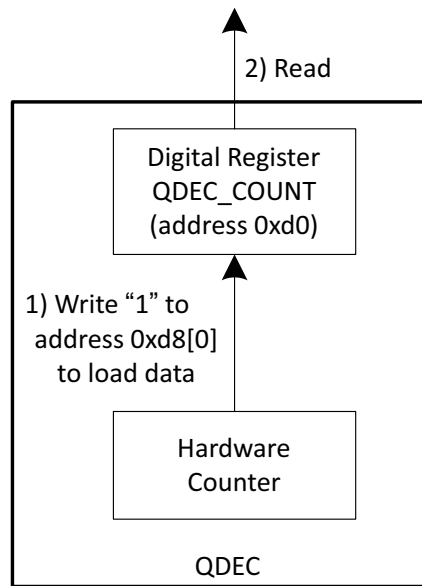 2) Read
Digital Register
QDEC_COUNT
(address 0xd0)
1) Write “1” to
address 0xd8[0]
to load data
Hardware
Counter
QDEC